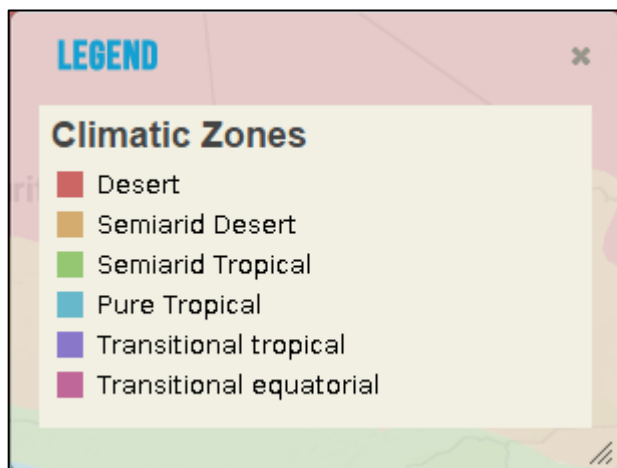 LEGEND
Climatic Zones
Desert
Semiarid Desert
Semiarid Tropical
Pure Tropical
Transitional tropical
Transitional equatorial